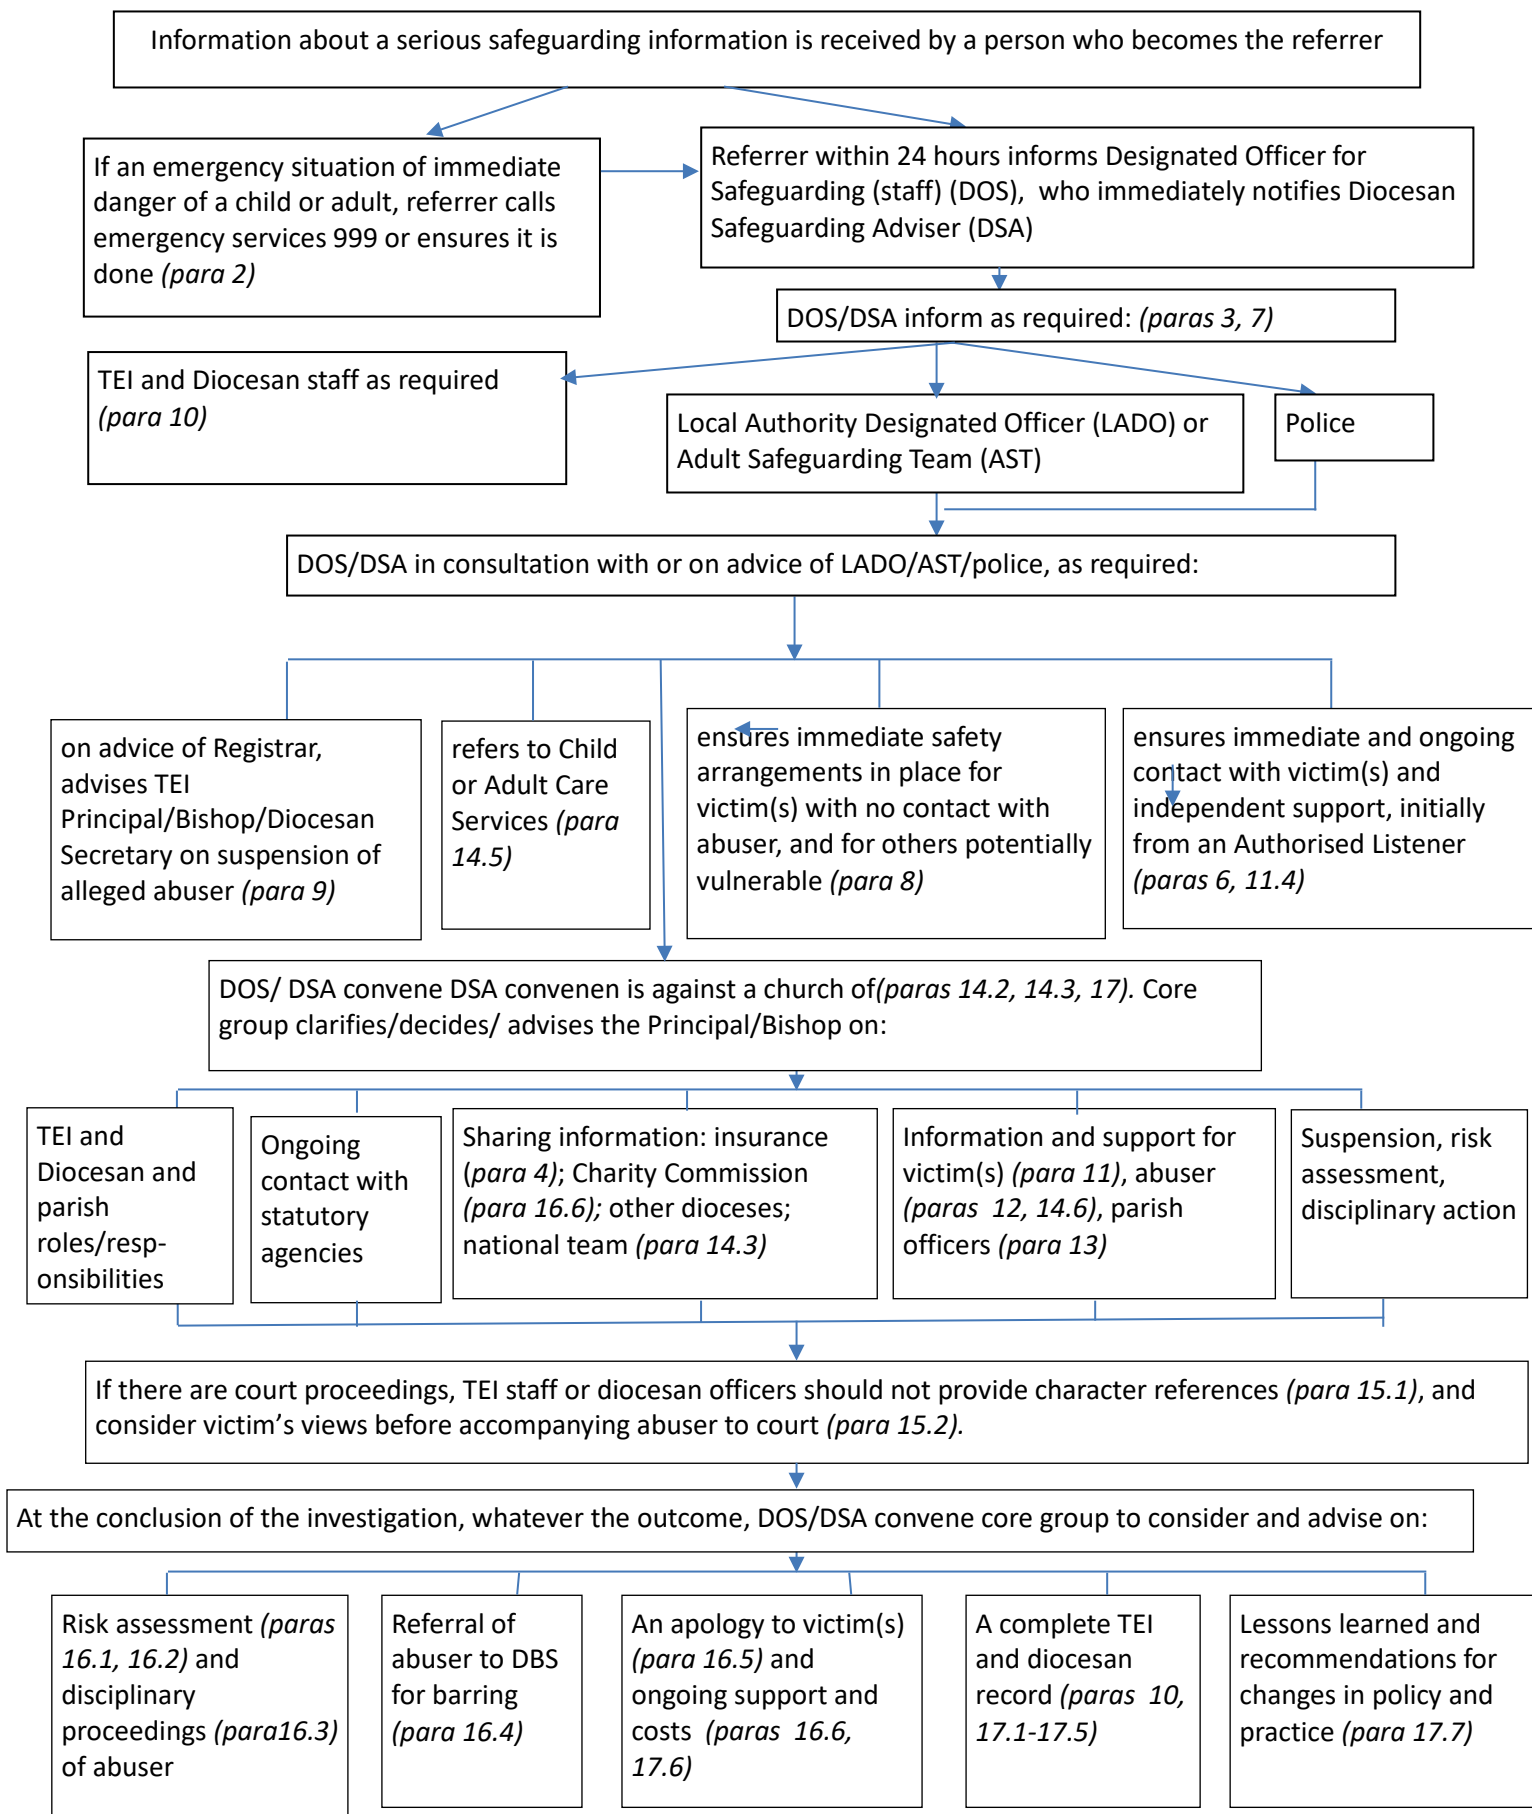 Information about a serious safeguarding information is received by a person who becomes the referrer
If an emergency situation of immediate
danger of a child or adult, referrer calls
emergency services 999 or ensures it is
done (para 2)
Referrer within 24 hours informs Designated Officer for
Safeguarding (staff) (DOS), who immediately notifies Diocesan
Safeguarding Adviser (DSA)
DOS/DSA inform as required: (paras 3, 7)
TEI and Diocesan staff as required
(para 10)
Local Authority Designated Officer (LADO) or
Adult Safeguarding Team (AST)
Police
DOS/DSA in consultation with or on advice of LADO/AST/police, as required:
on advice of Registrar,
advises TEI
Principal/Bishop/Diocesan
Secretary on suspension of
alleged abuser (para 9)
refers to Child
or Adult Care
Services (para
14.5)
ensures immediate safety
arrangements in place for
victim(s) with no contact with
abuser, and for others potentially
vulnerable (para 8)
ensures immediate and ongoing
contact with victim(s) and
independent support, initially
from an Authorised Listener
(paras 6, 11.4)
DOS/ DSA convene DSA convenen is against a church of(paras 14.2, 14.3, 17). Core
group clarifies/decides/ advises the Principal/Bishop on:
TEI and
Diocesan and
parish
roles/resp-
onsibilities
Ongoing
contact with
statutory
agencies
Sharing information: insurance
(para 4); Charity Commission
(para 16.6); other dioceses;
national team (para 14.3)
Information and support for
victim(s) (para 11), abuser
(paras 12, 14.6), parish
officers (para 13)
Suspension, risk
assessment,
disciplinary action
If there are court proceedings, TEI staff or diocesan officers should not provide character references (para 15.1), and
consider victim’s views before accompanying abuser to court (para 15.2).
At the conclusion of the investigation, whatever the outcome, DOS/DSA convene core group to consider and advise on:
Risk assessment (paras
16.1, 16.2) and
disciplinary
proceedings (para16.3)
of abuser
Referral of
abuser to DBS
for barring
(para 16.4)
An apology to victim(s)
(para 16.5) and
ongoing support and
costs (paras 16.6,
17.6)
A complete TEI
and diocesan
record (paras 10,
17.1-17.5)
Lessons learned and
recommendations for
changes in policy and
practice (para 17.7)